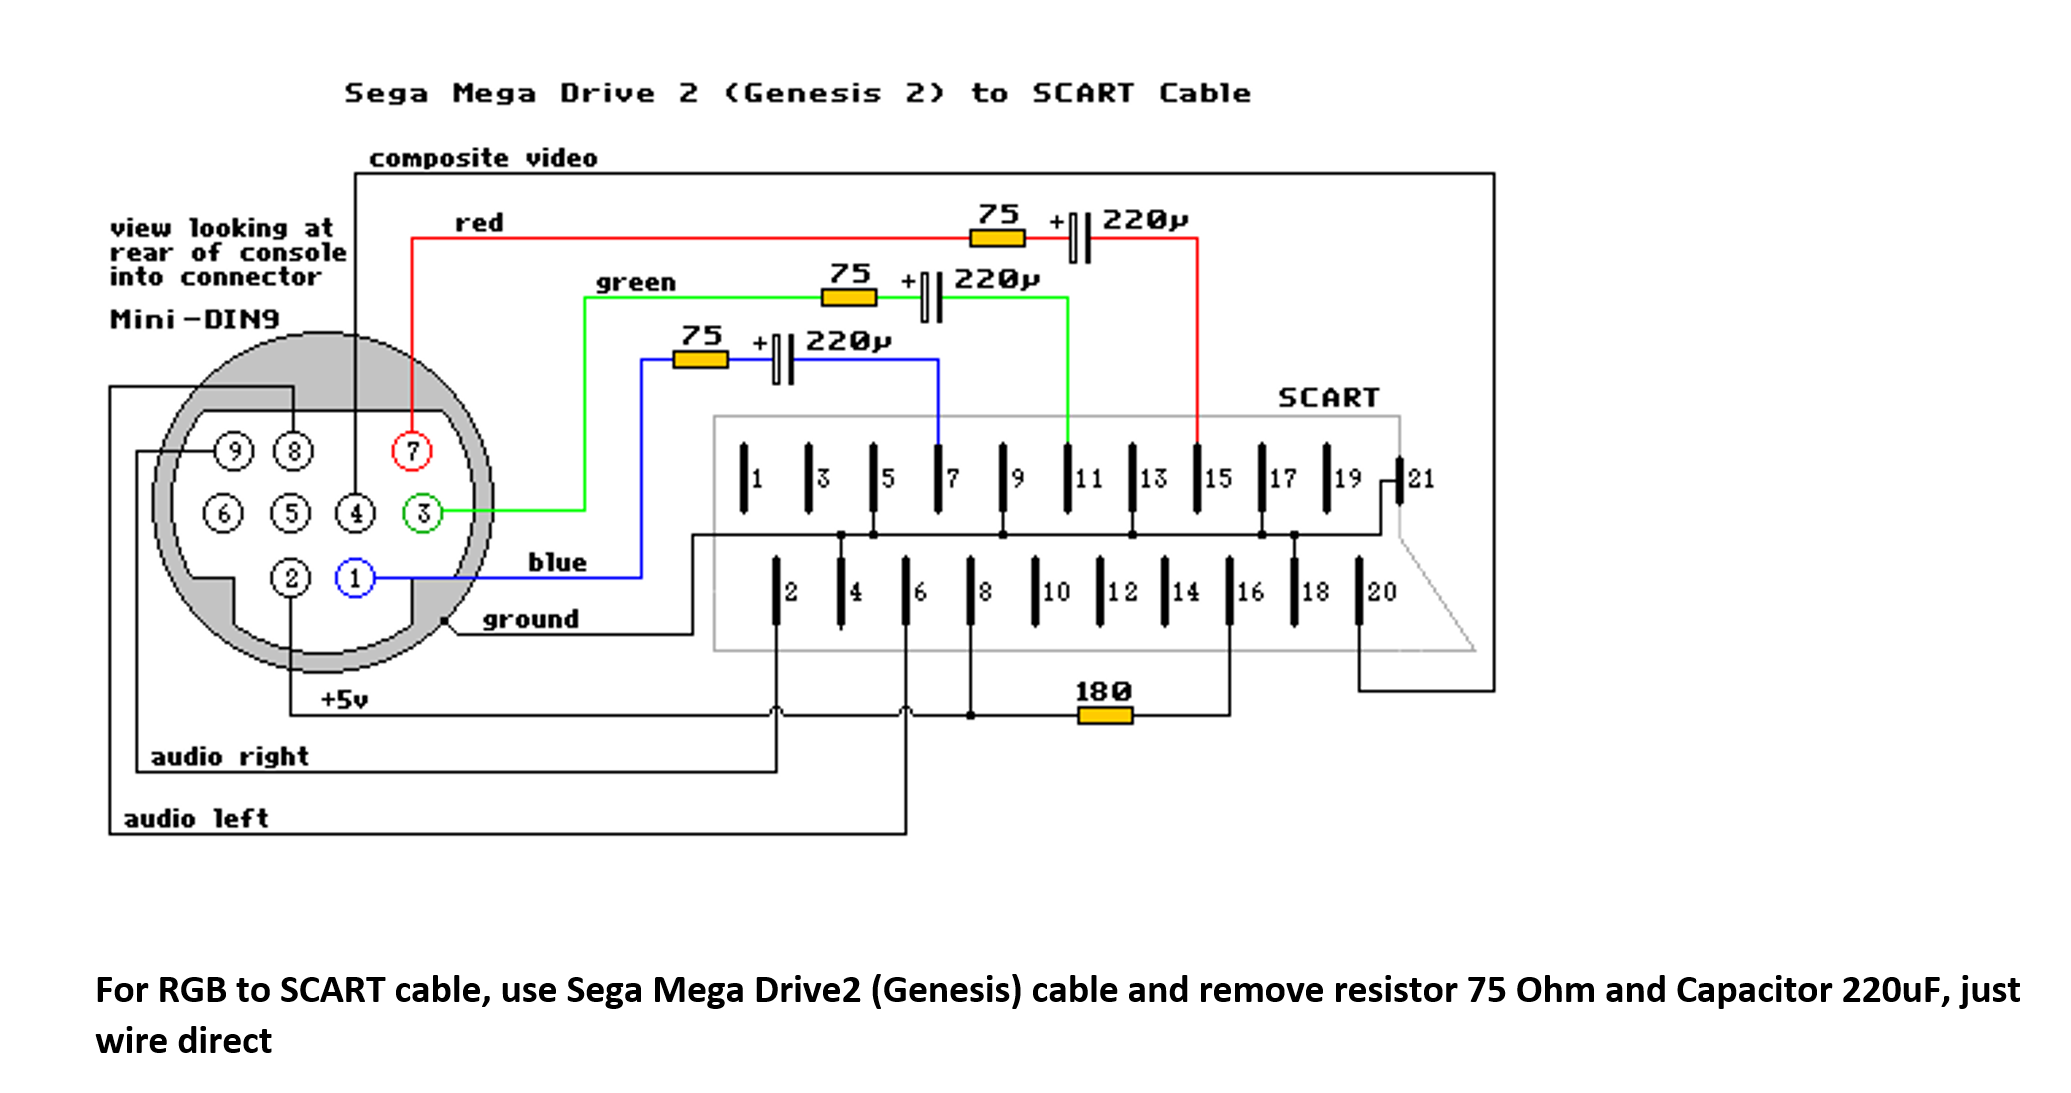 Sega Mega Drive 2 (Genesis 2) to SCART Cable
composite video
view looking at
rear of console
into connector
Mini-DIN9
red
75
+
220µ
green
75
+
220µ
75
+
220µ
SCART
9 8 7
6 5 4 3
2 1
blue
ground
1 3 5 7 9 11 13 15 17 19 21
2 4 6 8 10 12 14 16 18 20
+5v
180
audio right
audio left
For RGB to SCART cable, use Sega Mega Drive2 (Genesis) cable and remove resistor 75 Ohm and Capacitor 220uF, just
wire direct